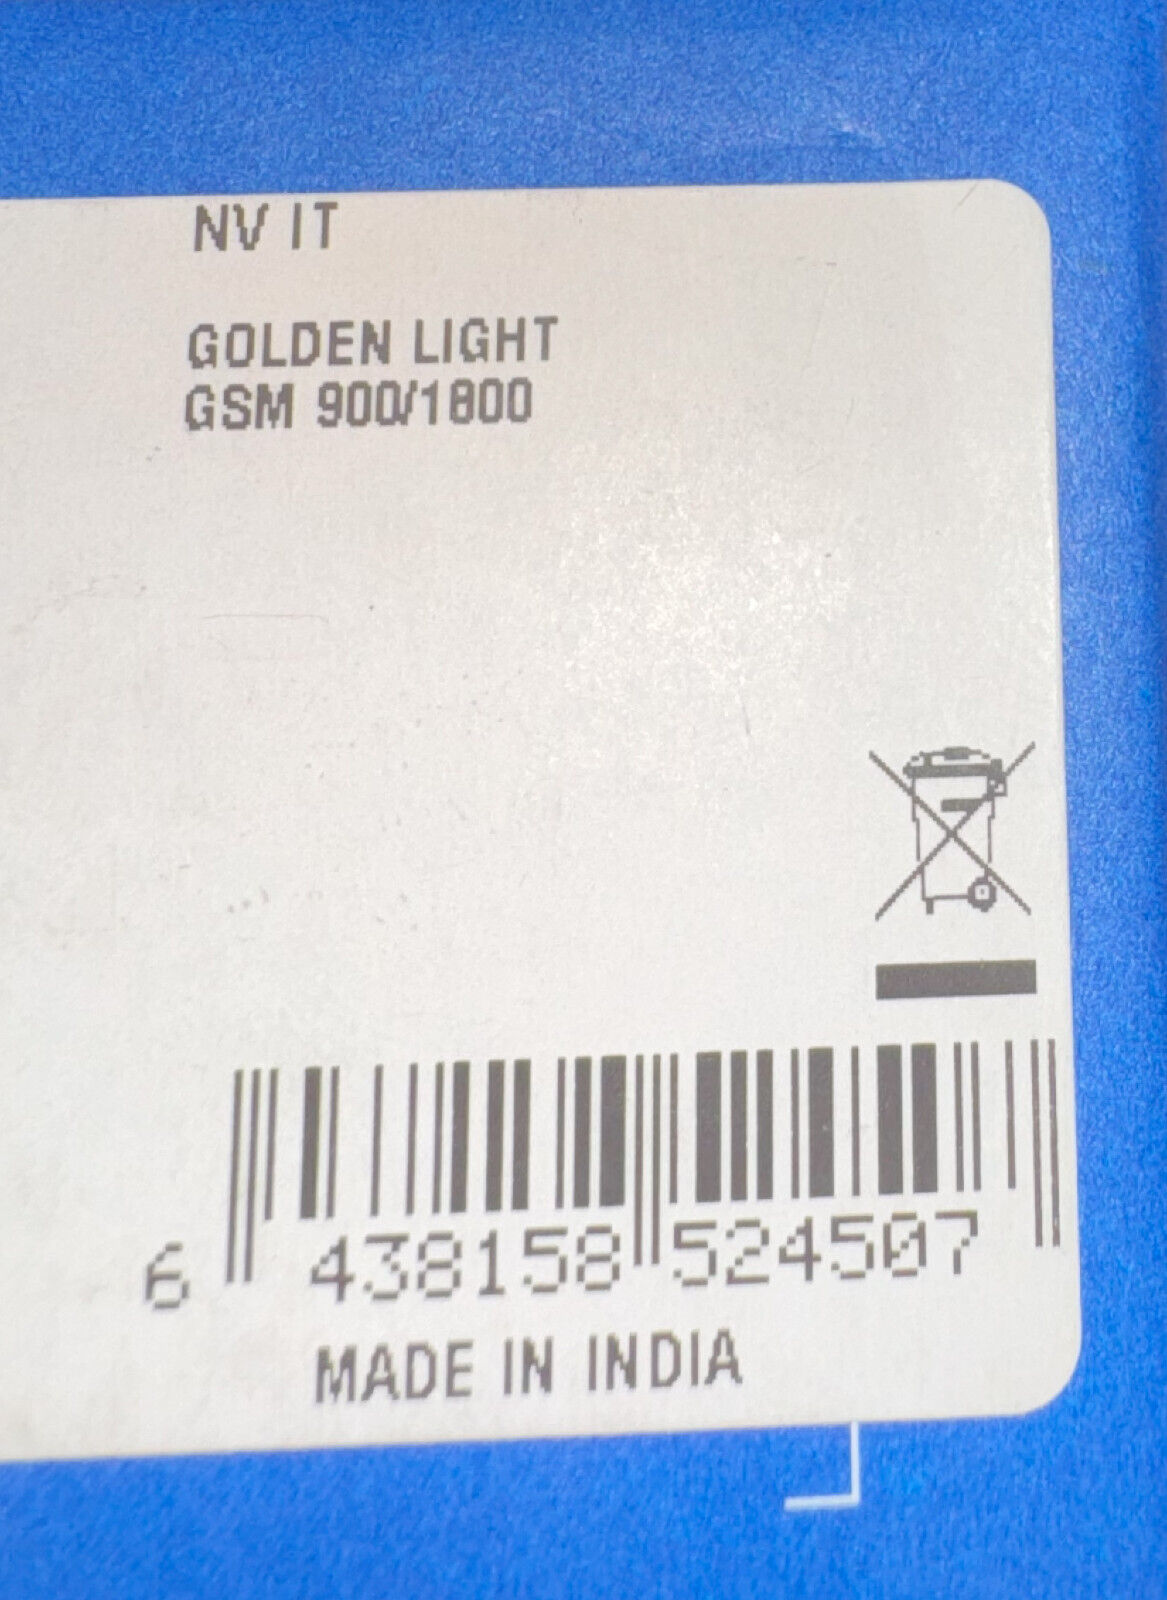 NV IT
GOLDEN LIGHT
GSM 900/1800
6 438158 524507
MADE IN INDIA